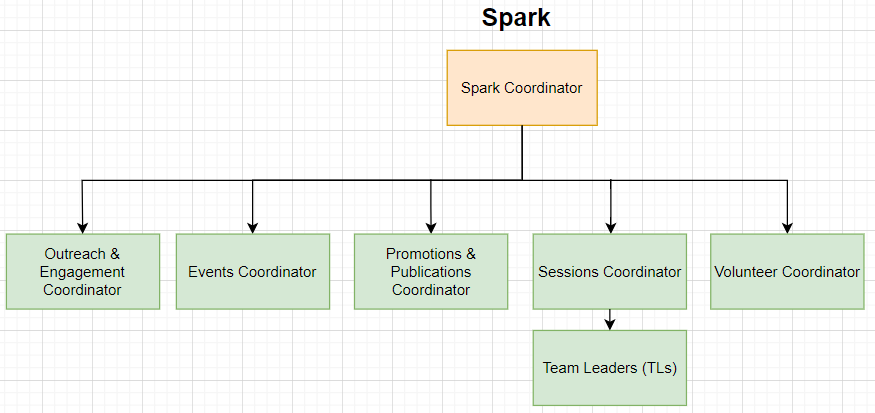 Spark
Spark Coordinator
Outreach &
Engagement
Coordinator
Events Coordinator
Promotions &
Publications
Coordinator
Sessions Coordinator
Volunteer Coordinator
Team Leaders (TLs)